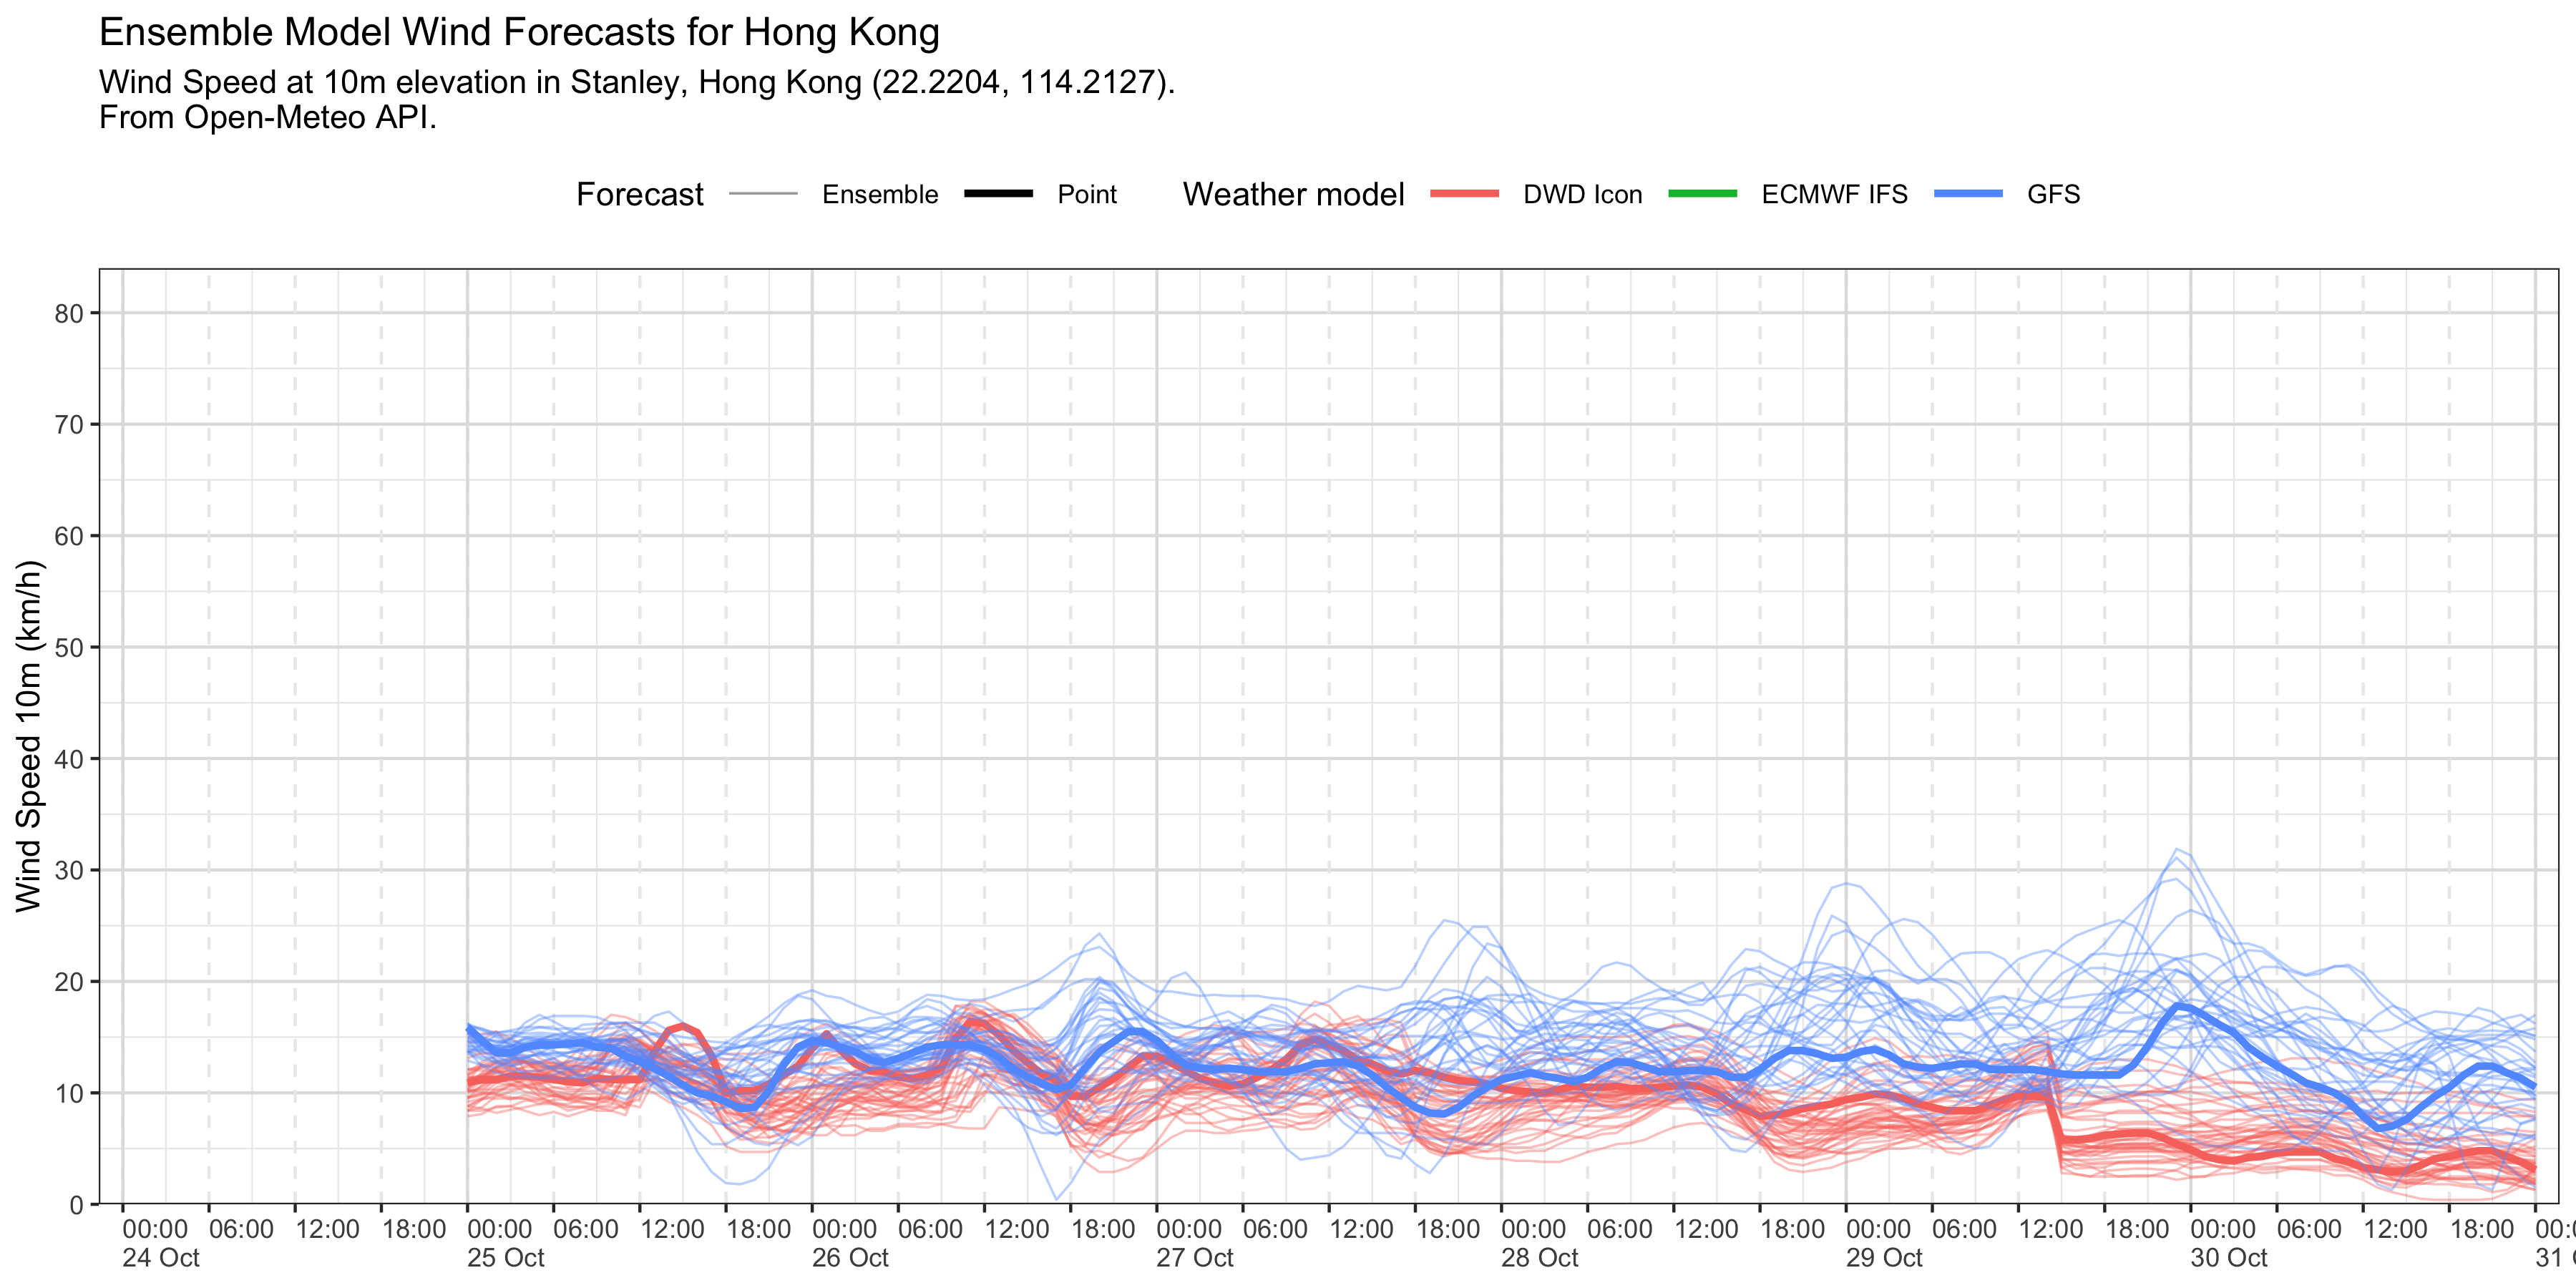 Ensemble Model Wind Forecasts for Hong Kong
Wind Speed at 10m elevation in Stanley, Hong Kong (22.2204, 114.2127).
From Open-Meteo API.
Forecast Ensemble Point Weather model DWD Icon ECMWF IFS GFS
Wind Speed 10m (km/h)
80
70
60
50
40
30
20
10
0
00:00 06:00 12:00 18:00 00:00 06:00 12:00 18:00 00:00 06:00 12:00 18:00 00:00 06:00 12:00 18:00 00:00 06:00 12:00 18:00 00:00 06:00 12:00 18:00 00:00 06:00 12:00 18:00
24 Oct 25 Oct 26 Oct 27 Oct 28 Oct 29 Oct 30 Oct 31